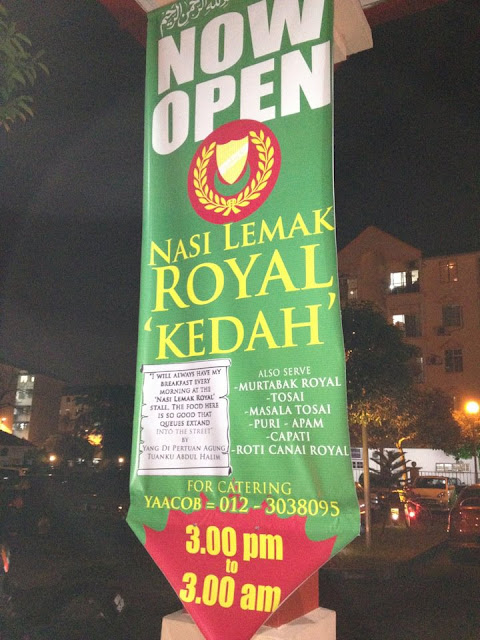 NOW
OPEN
NASI LEMAK
ROYAL
'KEDAH'
"I WILL ALWAYS HAVE MY
BREAKFAST EVERY
MORNING AT THE
'NASI LEMAK ROYAL'
STALL. THE FOOD HERE
IS SO GOOD THAT
QUEUES EXTAND
INTO THE STREET"
BY
YANG DI PERTUAN AGUNG
TUANKU ABDUL HALIM
ALSO SERVE
-MURTABAK ROYAL
-TOSAI
-MASALA TOSAI
-PURI - APAM
-CAPATI
-ROTI CANAI ROYAL
FOR CATERING
YAACOB = 012 - 3038095
3.00 pm
to
3.00 am